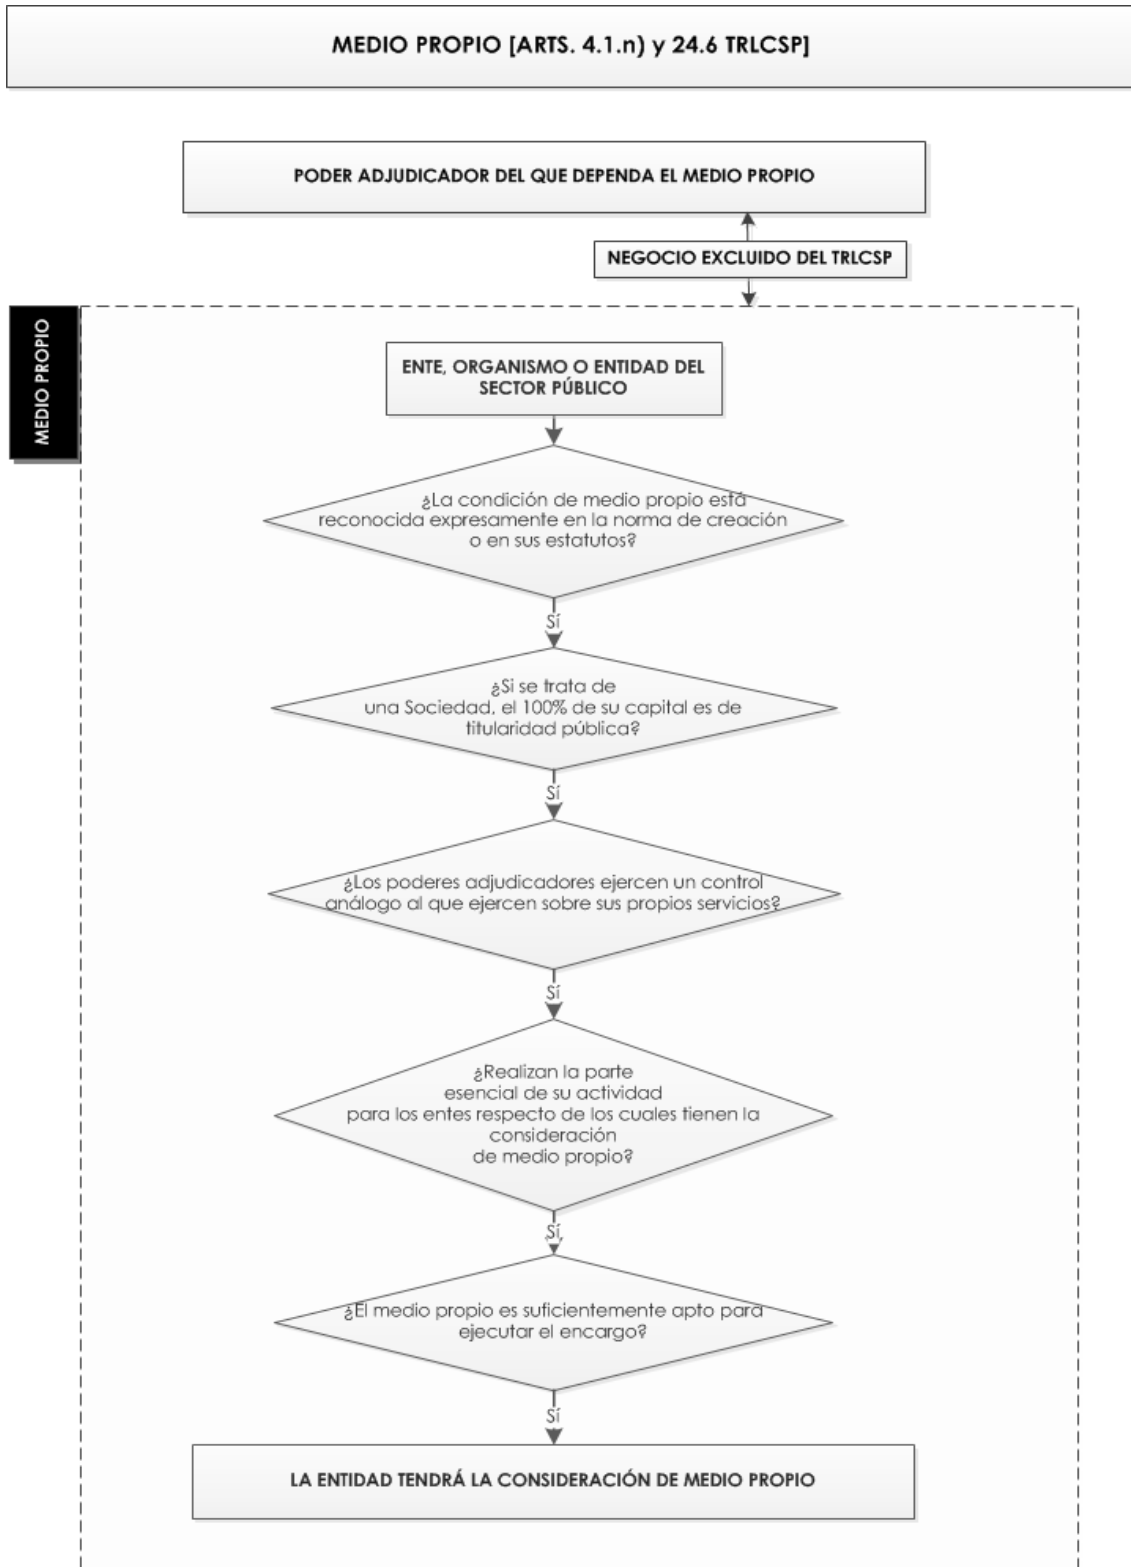 MEDIO PROPIO [ARTS. 4.1.n) y 24.6 TRLCSP]
PODER ADJUDICADOR DEL QUE DEPENDA EL MEDIO PROPIO
NEGOCIO EXCLUIDO DEL TRLCSP
MEDIO PROPIO
ENTE, ORGANISMO O ENTIDAD DEL
SECTOR PÚBLICO
¿La condición de medio propio está
reconocida expresamente en la norma de creación
o en sus estatutos?
Sí
¿Si se trata de
una Sociedad, el 100% de su capital es de
titularidad pública?
Sí
¿Los poderes adjudicadores ejercen un control
análogo al que ejercen sobre sus propios servicios?
Sí
¿Realizan la parte
esencial de su actividad
para los entes respecto de los cuales tienen la
consideración
de medio propio?
Sí
¿El medio propio es suficientemente apto para
ejecutar el encargo?
Sí
LA ENTIDAD TENDRÁ LA CONSIDERACIÓN DE MEDIO PROPIO